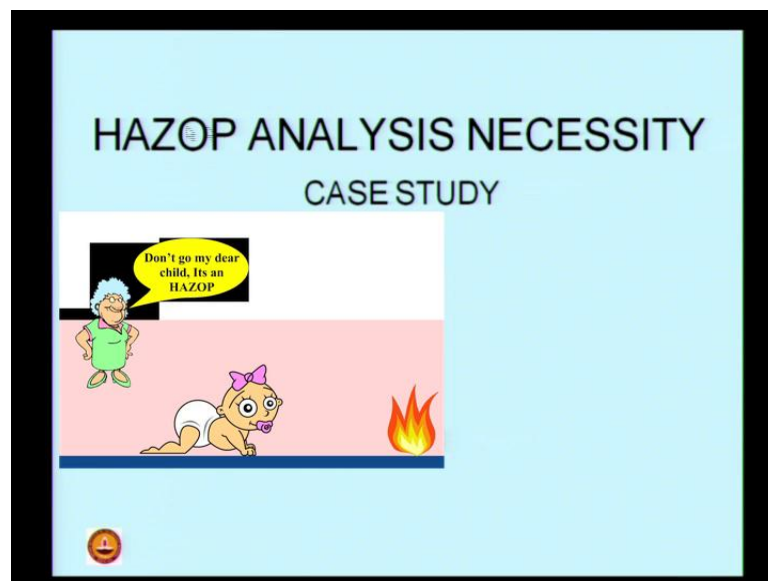 HAZOP ANALYSIS NECESSITY
CASE STUDY
Don't go my dear
child, Its an
HAZOP